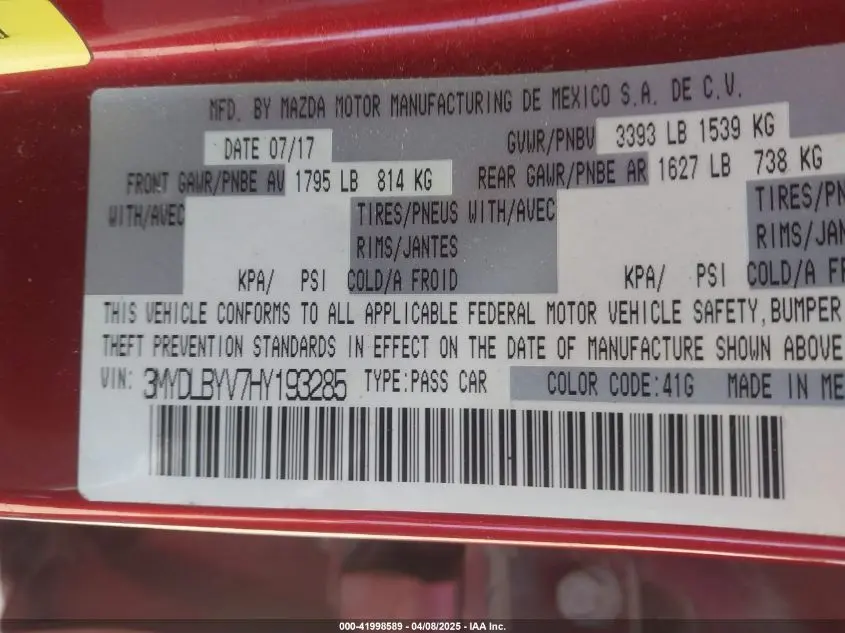 MFD. BY MAZDA MOTOR MANUFACTURING DE MEXICO S.A. DE C.V.
DATE 07/17 GVWR/PNBV 3393 LB 1539 KG
FRONT GAWR/PNBE AV 1795 LB 814 KG REAR GAWR/PNBE AR 1627 LB 738 KG
WITH/AVEC TIRES/PNEUS WITH/AVEC TIRES/PN
RIMS/JANTES RIMS/JAN
KPA/ PSI COLD/A FROID KPA/ PSI COLD/A FR
THIS VEHICLE CONFORMS TO ALL APPLICABLE FEDERAL MOTOR VEHICLE SAFETY, BUMPER
THEFT PREVENTION STANDARDS IN EFFECT ON THE DATE OF MANUFACTURE SHOWN ABOVE
VIN: 3MYDLBYV7HY193285 TYPE: PASS CAR COLOR CODE: 41G MADE IN ME
000-41998589 - 04/08/2025 - IAA Inc.